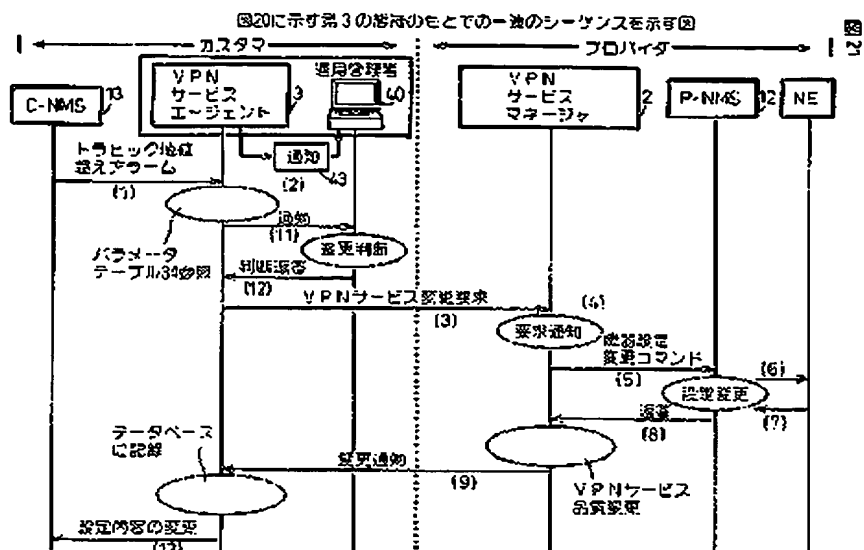 図20に示す第3の態様のもとでの一連のシーケンスを示す図
図21
カスタマ
プロバイダ
C-NMS
13
VPN
サービス
エージェント
3
運用管理者
40
VPN
サービス
マネージャ
2
P-NMS
12
NE
通知
43
(2)
トラヒック
アラーム
(1)
パラメータ
テーブル34参照
通知
(11)
変更判断
判断返答
(12)
VPNサービス変更要求
(3)
(4)
要求通知
機器設定
変更コマンド
(5)
(6)
設定変更
(7)
返答
(8)
データベース
に記録
変更通知
(9)
VPNサービス
品質変更
設定内容の変更